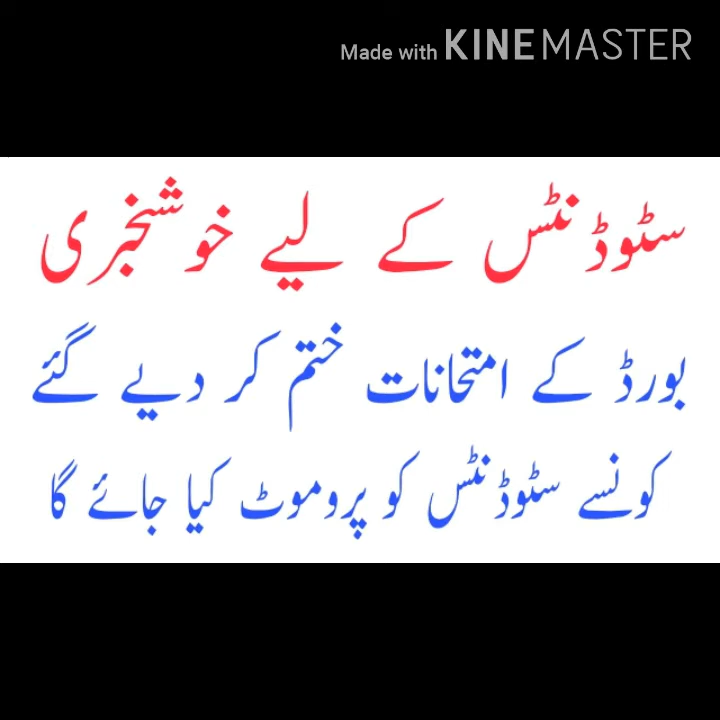 Made with KINEMASTER
سٹوڈنٹس کے لیے خوشخبری
بورڈ کے امتحانات ختم کر دیے گئے
کونسے سٹوڈنٹس کو پروموٹ کیا جائے گا